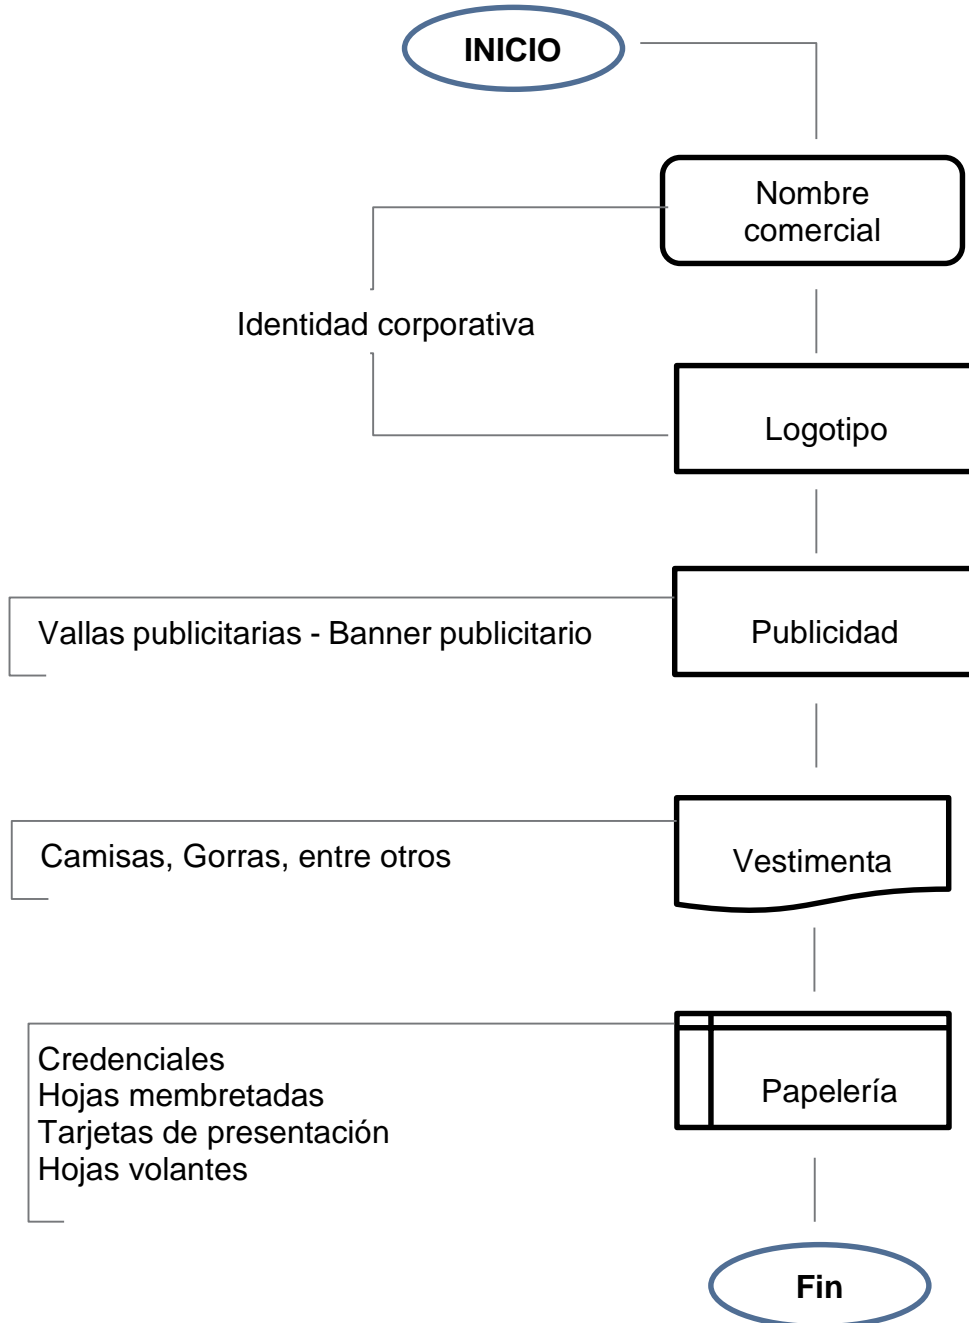 INICIO
Nombre
comercial
Identidad corporativa
Logotipo
Vallas publicitarias - Banner publicitario
Publicidad
Camisas, Gorras, entre otros
Vestimenta
Credenciales
Hojas membretadas
Tarjetas de presentación
Hojas volantes
Papelería
Fin